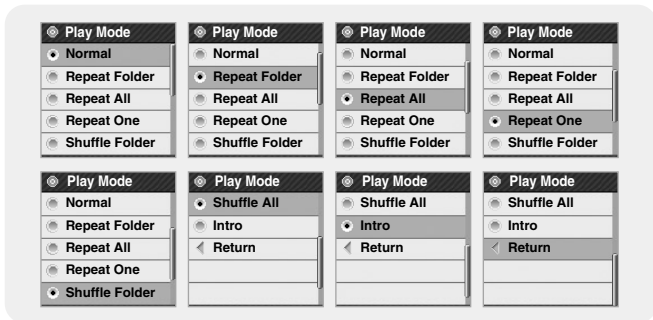 Play Mode
Normal
Repeat Folder
Repeat All
Repeat One
Shuffle Folder
Play Mode
Normal
Repeat Folder
Repeat All
Repeat One
Shuffle Folder
Play Mode
Normal
Repeat Folder
Repeat All
Repeat One
Shuffle Folder
Play Mode
Normal
Repeat Folder
Repeat All
Repeat One
Shuffle Folder
Play Mode
Normal
Repeat Folder
Repeat All
Repeat One
Shuffle Folder
Play Mode
Shuffle All
Intro
Return
Play Mode
Shuffle All
Intro
Return
Play Mode
Shuffle All
Intro
Return